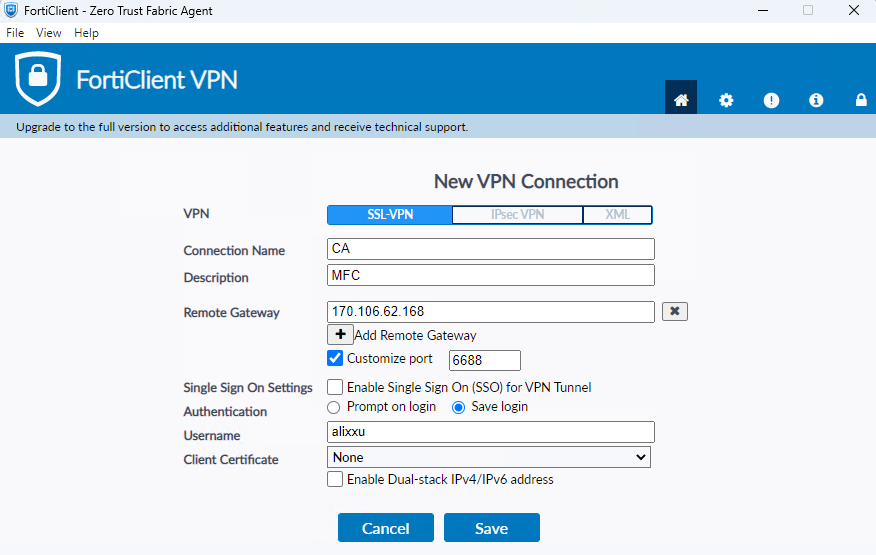 FortiClient - Zero Trust Fabric Agent
File View Help
FortiClient VPN
Upgrade to the full version to access additional features and receive technical support.
New VPN Connection
VPN SSL-VPN IPsec VPN XML
Connection Name CA
Description MFC
Remote Gateway 170.106.62.168
Add Remote Gateway
Customize port 6688
Single Sign On Settings Enable Single Sign On (SSO) for VPN Tunnel
Authentication Prompt on login Save login
Username alixxu
Client Certificate None
Enable Dual-stack IPv4/IPv6 address
Cancel Save